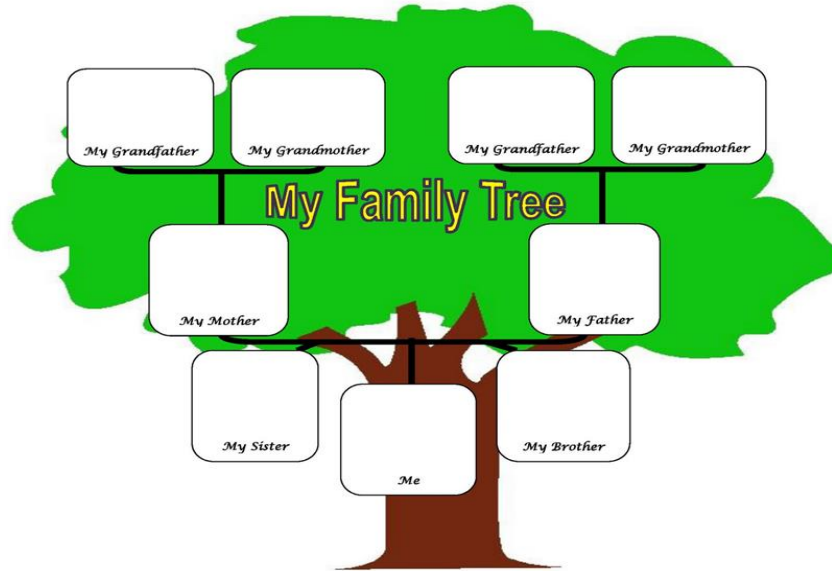 My Grandfather
My Grandmother
My Grandfather
My Grandmother
My Family Tree
My Mother
My Father
My Sister
My Brother
Me